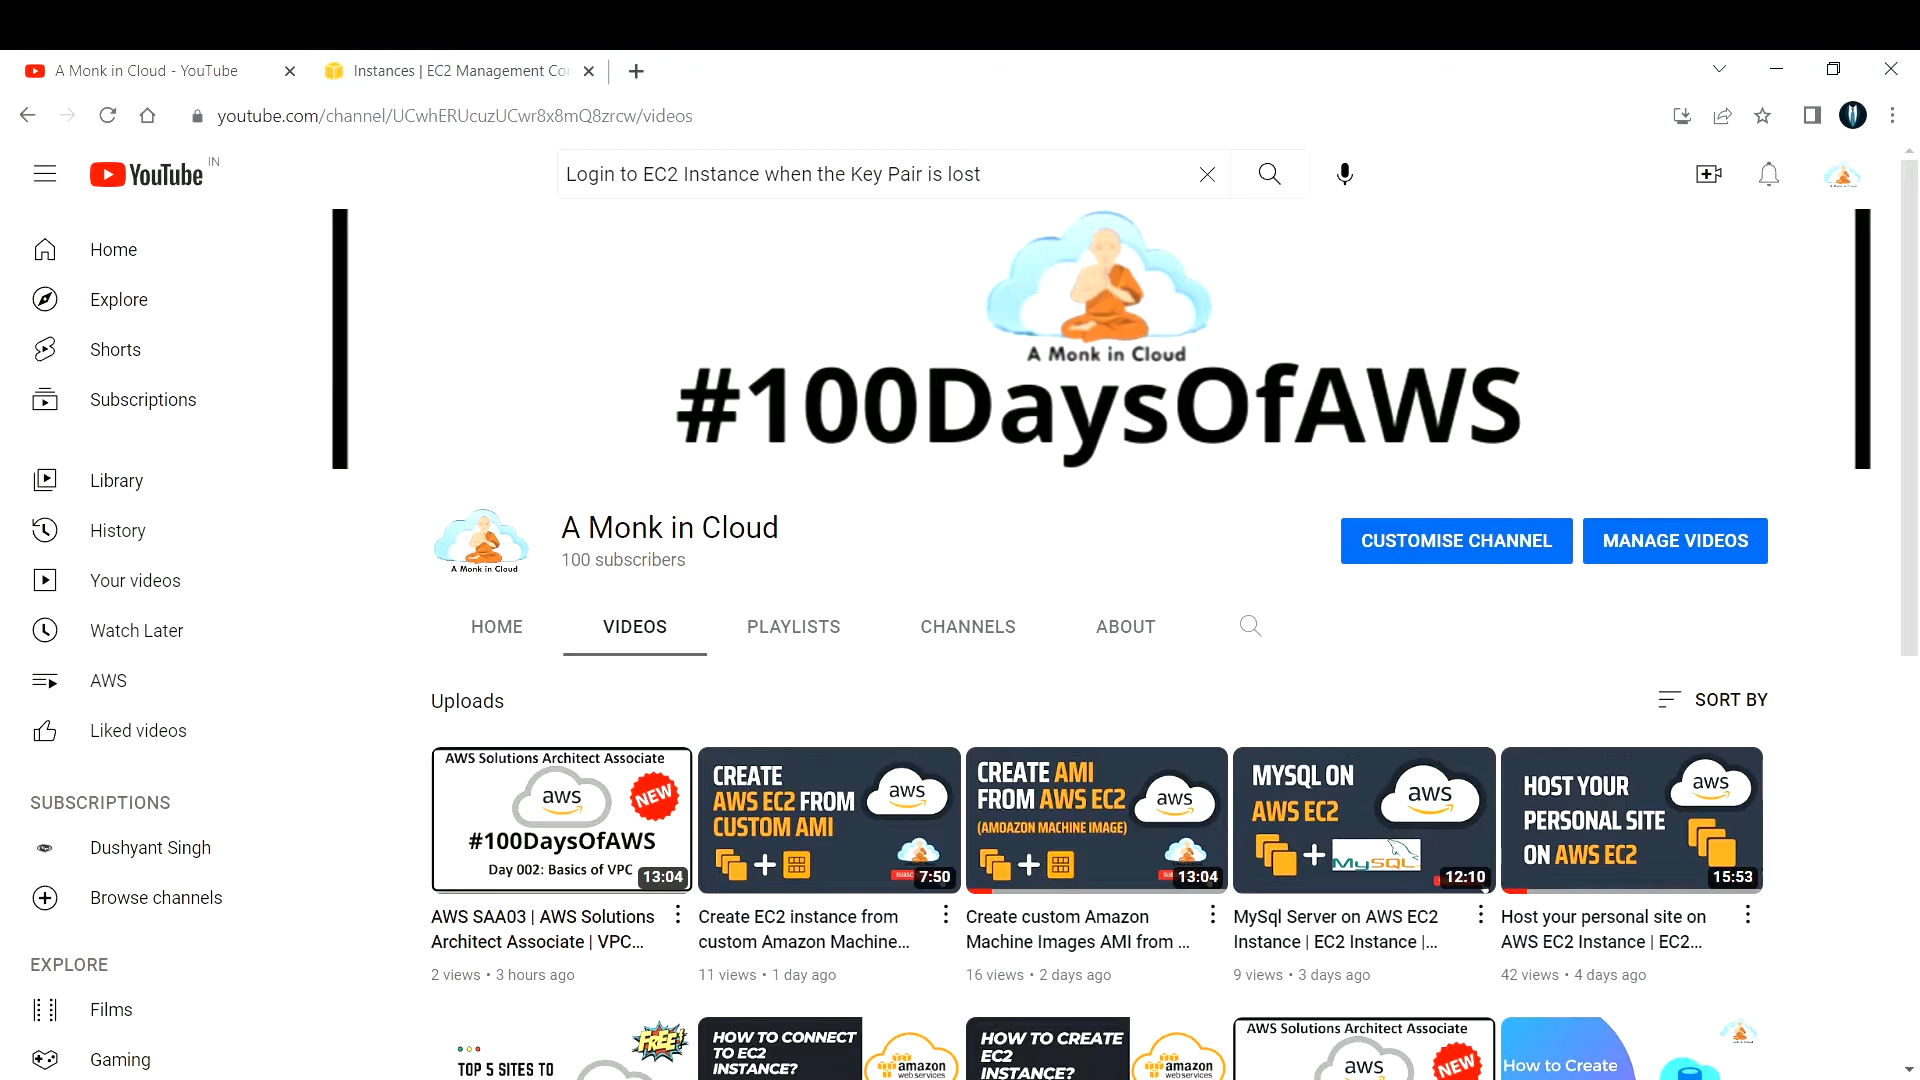 A Monk in Cloud - YouTube
Instances | EC2 Management Cor
youtube.com/channel/UCwhERUcuzUCwr8x8mQ8zrcw/videos
YouTube IN
Login to EC2 Instance when the Key Pair is lost
Home
Explore
Shorts
Subscriptions
Library
History
Your videos
Watch Later
AWS
Liked videos
SUBSCRIPTIONS
Dushyant Singh
Browse channels
EXPLORE
Films
Gaming
A Monk in Cloud
#100DaysOfAWS
A Monk in Cloud
A Monk in Cloud
100 subscribers
CUSTOMISE CHANNEL
MANAGE VIDEOS
HOME
VIDEOS
PLAYLISTS
CHANNELS
ABOUT
Uploads
SORT BY
AWS Solutions Architect Associate
aws
NEW
#100DaysOfAWS
Day 002: Basics of VPC
13:04
AWS SAA03 | AWS Solutions
Architect Associate | VPC...
2 views • 3 hours ago
CREATE
AWS EC2 FROM
CUSTOM AMI
aws
7:50
Create EC2 instance from
custom Amazon Machine...
11 views • 1 day ago
CREATE AMI
FROM AWS EC2
(AMOAZON MACHINE IMAGE)
aws
13:04
Create custom Amazon
Machine Images AMI from ...
16 views • 2 days ago
MYSQL ON
AWS EC2
aws
MySQL
12:10
MySql Server on AWS EC2
Instance | EC2 Instance |...
9 views • 3 days ago
HOST YOUR
PERSONAL SITE
ON AWS EC2
aws
15:53
Host your personal site on
AWS EC2 Instance | EC2...
42 views • 4 days ago
FREE!
TOP 5 SITES TO
HOW TO CONNECT
TO EC2
INSTANCE?
amazon
web services
HOW TO CREATE
EC2
INSTANCE?
amazon
web services
AWS Solutions Architect Associate
aws
NEW
How to Create